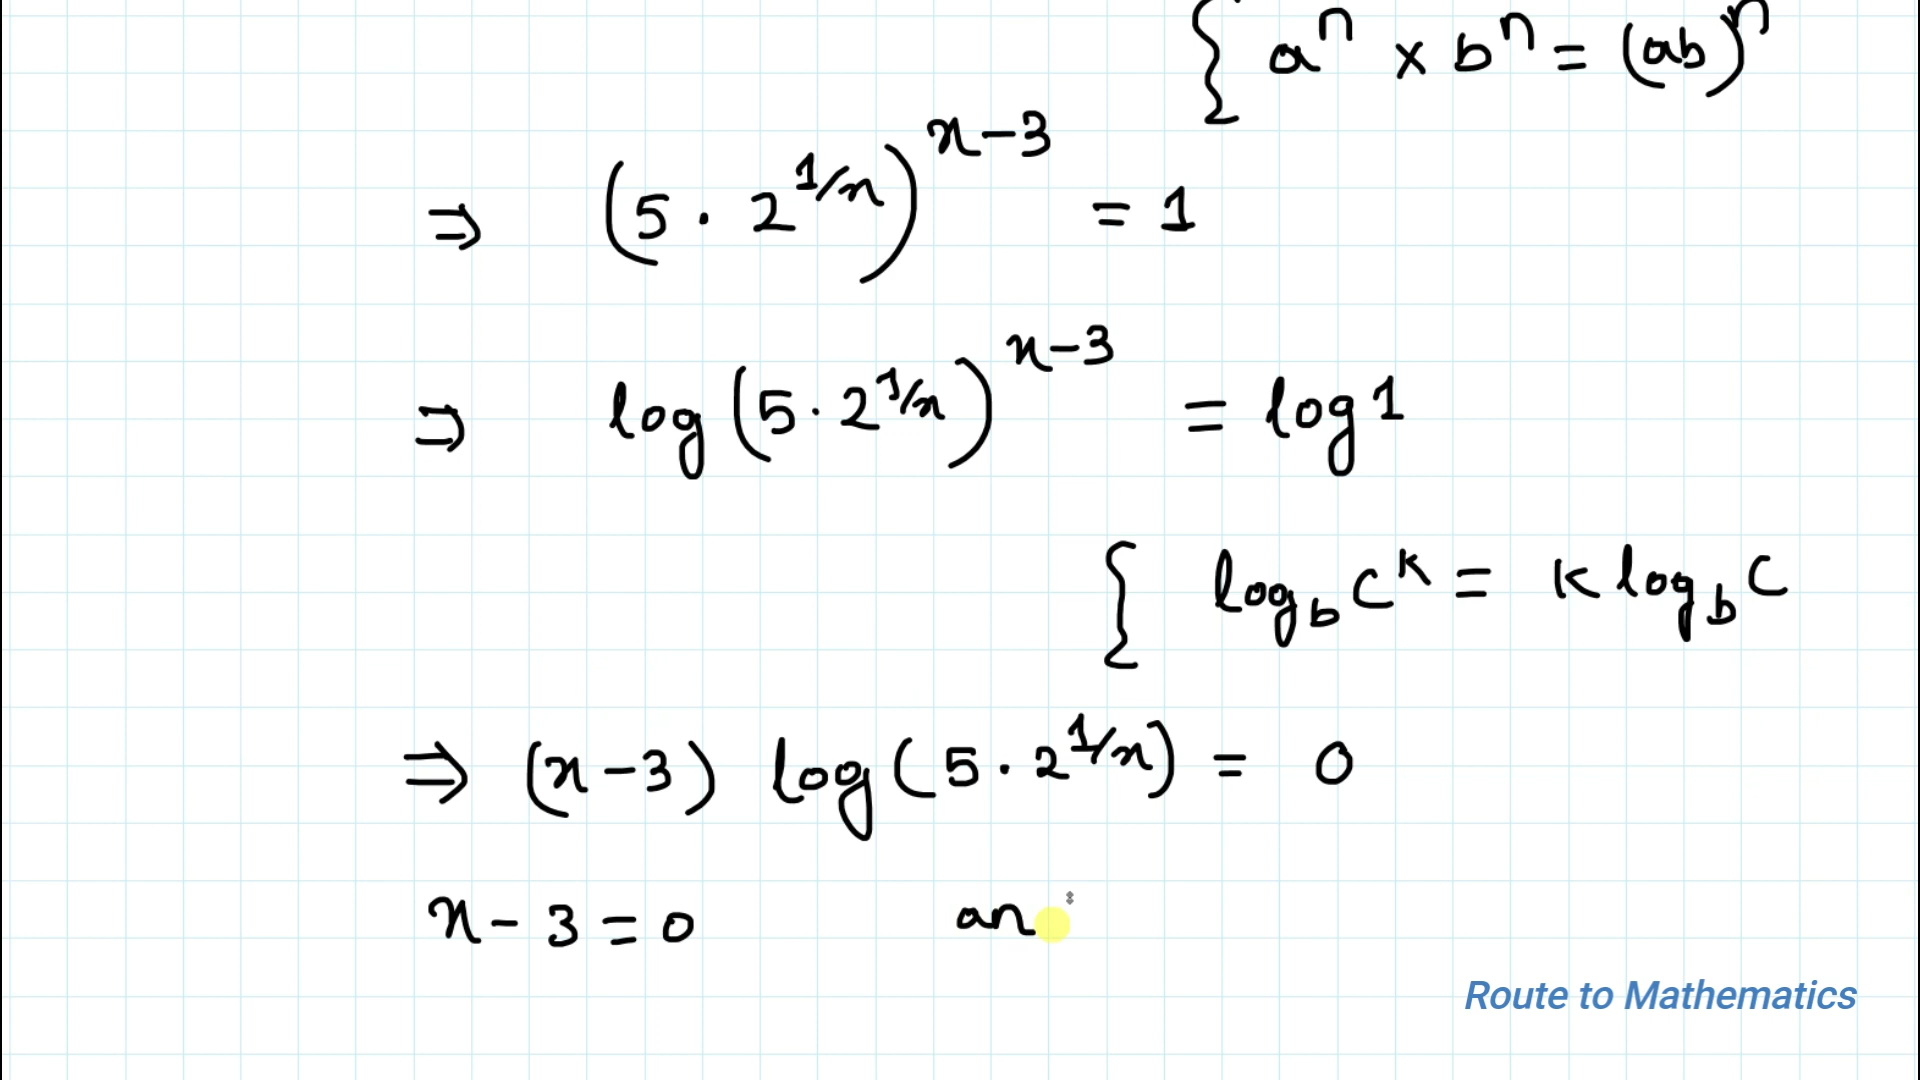 { aⁿ × bⁿ = (ab)ⁿ
⇒ (5 · 2^{1/x})^{x-3} = 1
⇒ log (5 · 2^{1/x})^{x-3} = log 1
{ log_b c^k = k log_b c
⇒ (x - 3) log (5 · 2^{1/x}) = 0
x - 3 = 0 an
Route to Mathematics